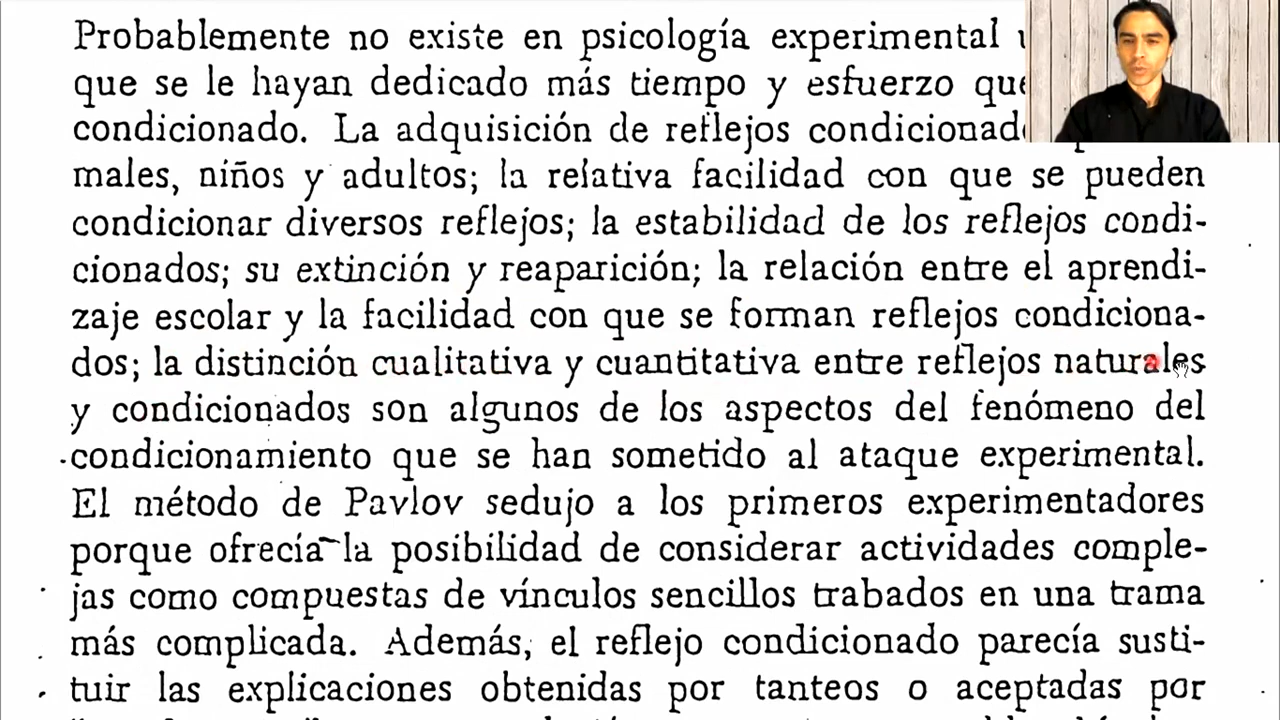 Probablemente no existe en psicología experimental
que se le hayan dedicado más tiempo y esfuerzo que
condicionado. La adquisición de reflejos
males, niños y adultos; la relativa facilidad con que se pueden
condicionar diversos reflejos; la estabilidad de los reflejos condi-
cionados; su extinción y reaparición; la relación entre el aprendi-
zaje escolar y la facilidad con que se forman reflejos condiciona-
dos; la distinción cualitativa y cuantitativa entre reflejos naturales
y condicionados son algunos de los aspectos del fenómeno del
condicionamiento que se han sometido al ataque experimental.
El método de Pavlov sedujo a los primeros experimentadores
porque ofrecía la posibilidad de considerar actividades comple-
jas como compuestas de vínculos sencillos trabados en una trama
más complicada. Además, el reflejo condicionado parecía susti-
tuir las explicaciones obtenidas por tanteos o aceptadas por